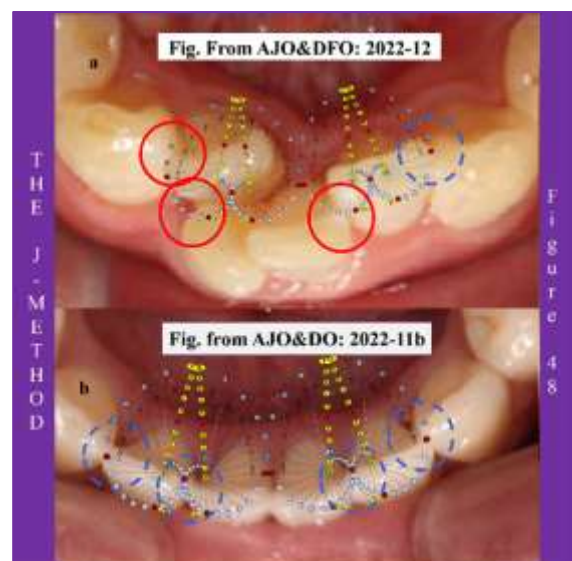 Fig. From AJO&DFO: 2022-12
a
THE J-METHOD
Figure 48
Fig. from AJO&DO: 2022-11b
b